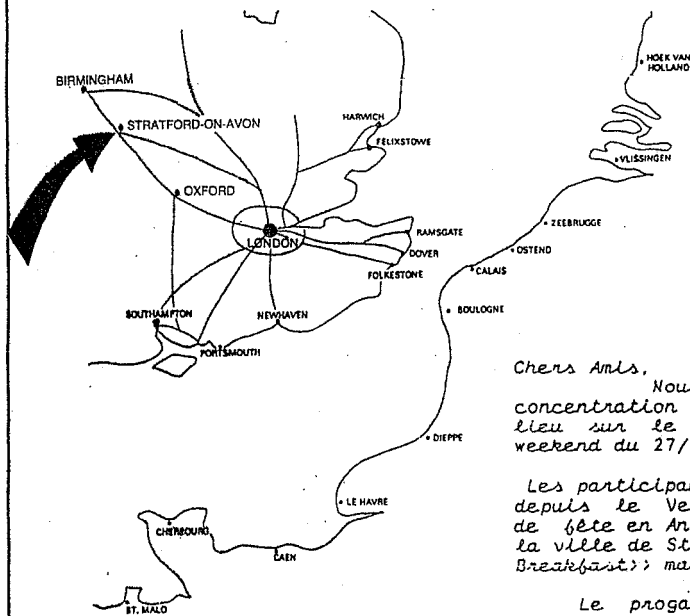 HOEK VAN
HOLLAND
BIRMINGHAM
STRATFORD-ON-AVON
HARWICH
FELIXSTOWE
VLISSINGEN
OXFORD
ZEEBRUGGE
RAMSGATE
LONDON
OSTEND
DOVER
CALAIS
FOLKESTONE
SOUTHAMPTON
NEWHAVEN
BOULOGNE
PORTSMOUTH
DIEPPE
LE HAVRE
CHERBOURG
CAEN
ST. MALO
Chers Amis,
Nou
concentration
lieu sur le
weekend du 27/
Les participa
depuis le Ve
de fête en An
la ville de St
Breakfast>> ma
Le proga